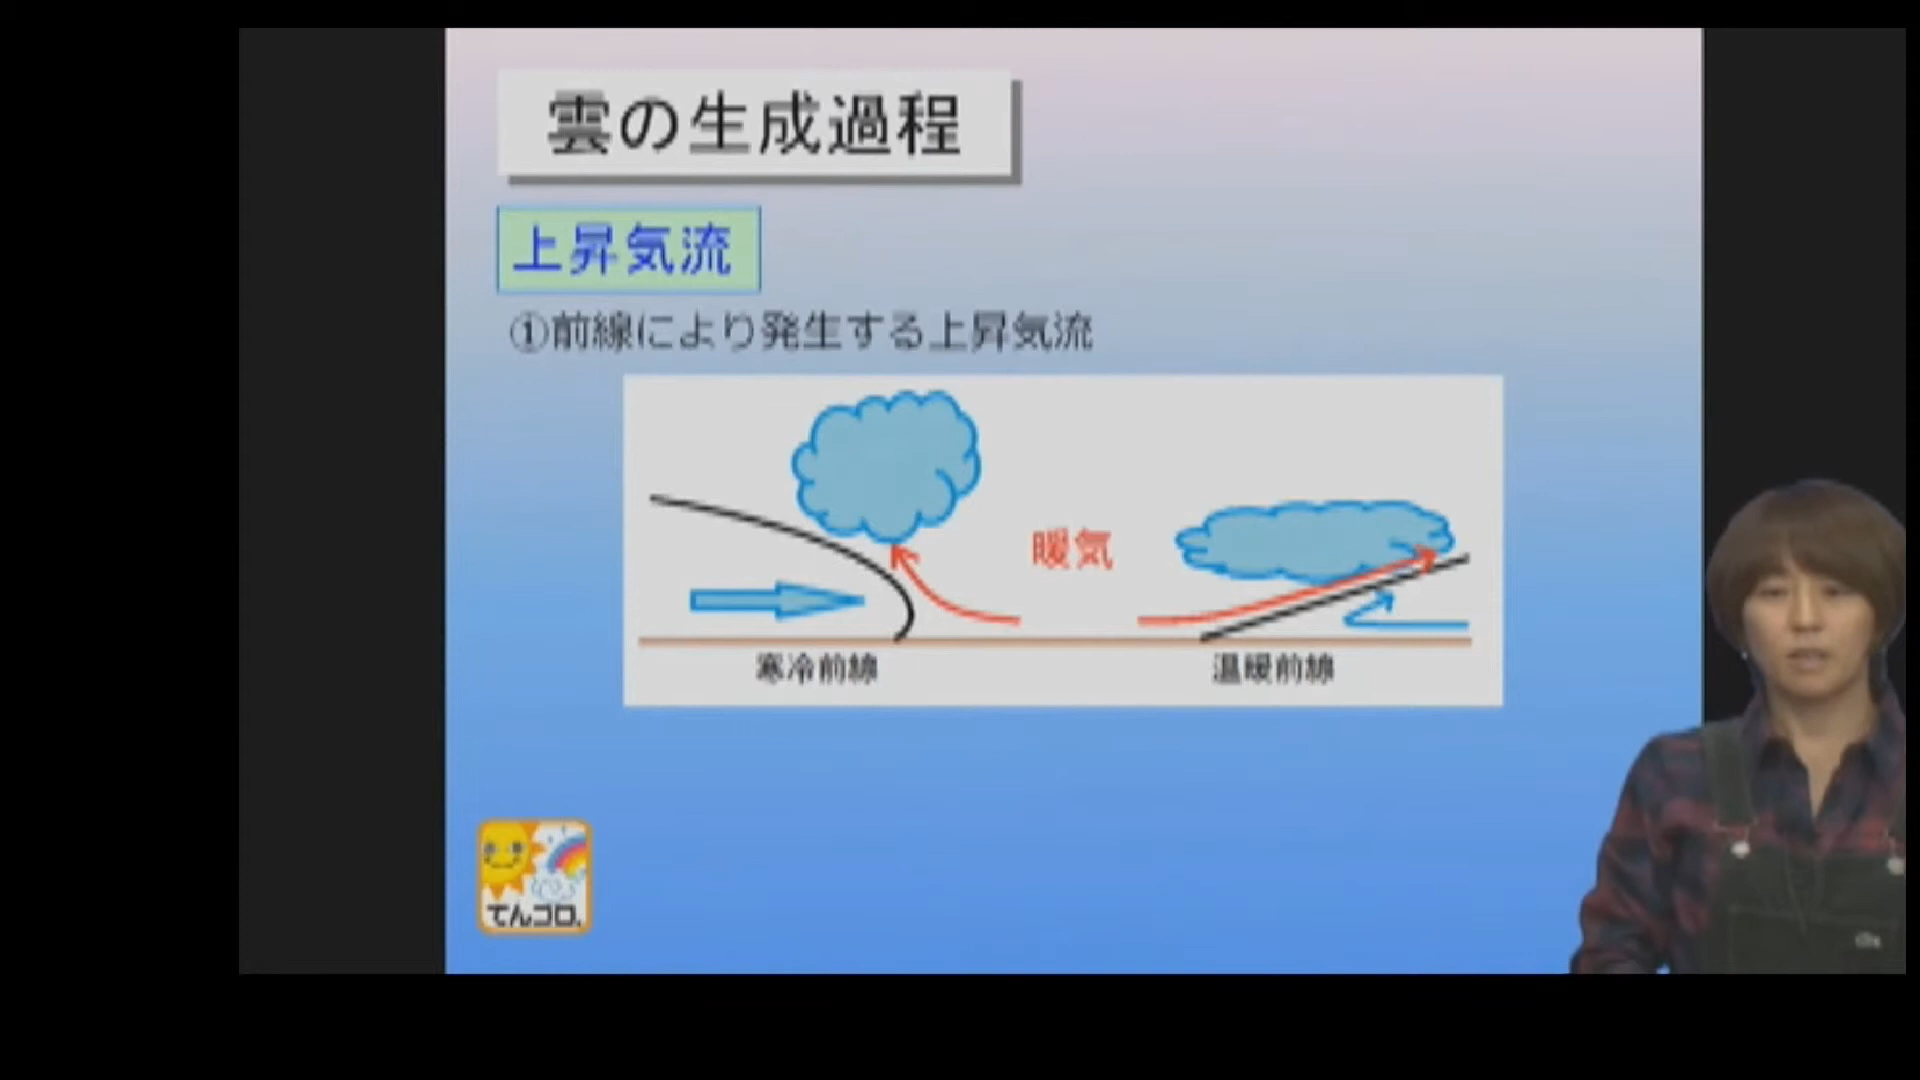 雲の生成過程
上昇気流
①前線により発生する上昇気流
暖気
寒冷前線
温暖前線
てんコロ.